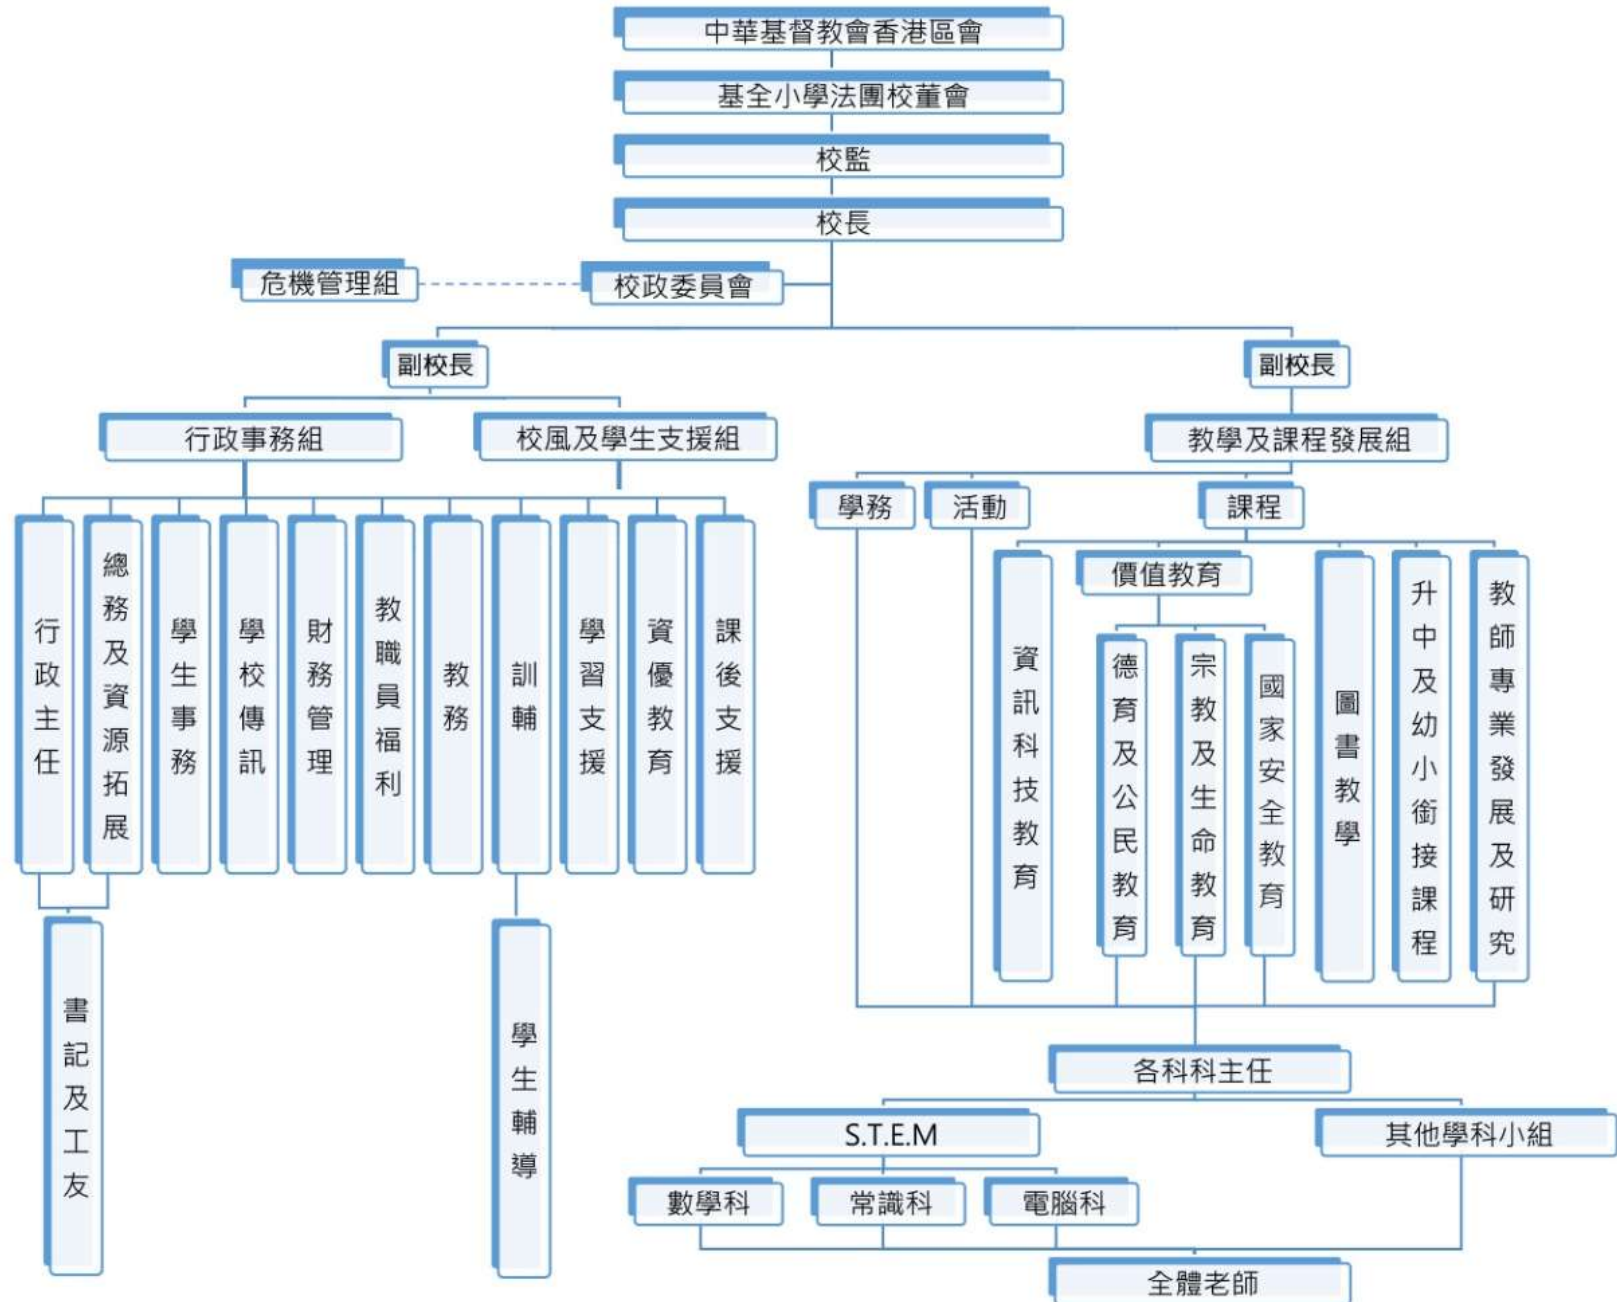 中華基督教會香港區會
基全小學法團校董會
校監
校長
危機管理組
校政委員會
副校長
副校長
行政事務組
校風及學生支援組
教學及課程發展組
學務
活動
課程
行政主任
總務及資源拓展
學生事務
學校傳訊
財務管理
教職員福利
教務
訓輔
學習支援
資優教育
課後支援
資訊科技教育
價值教育
德育及公民教育
宗教及生命教育
國家安全教育
圖書教學
升中及幼小銜接課程
教師專業發展及研究
書記及工友
學生輔導
各科科主任
S.T.E.M
其他學科小組
數學科
常識科
電腦科
全體老師